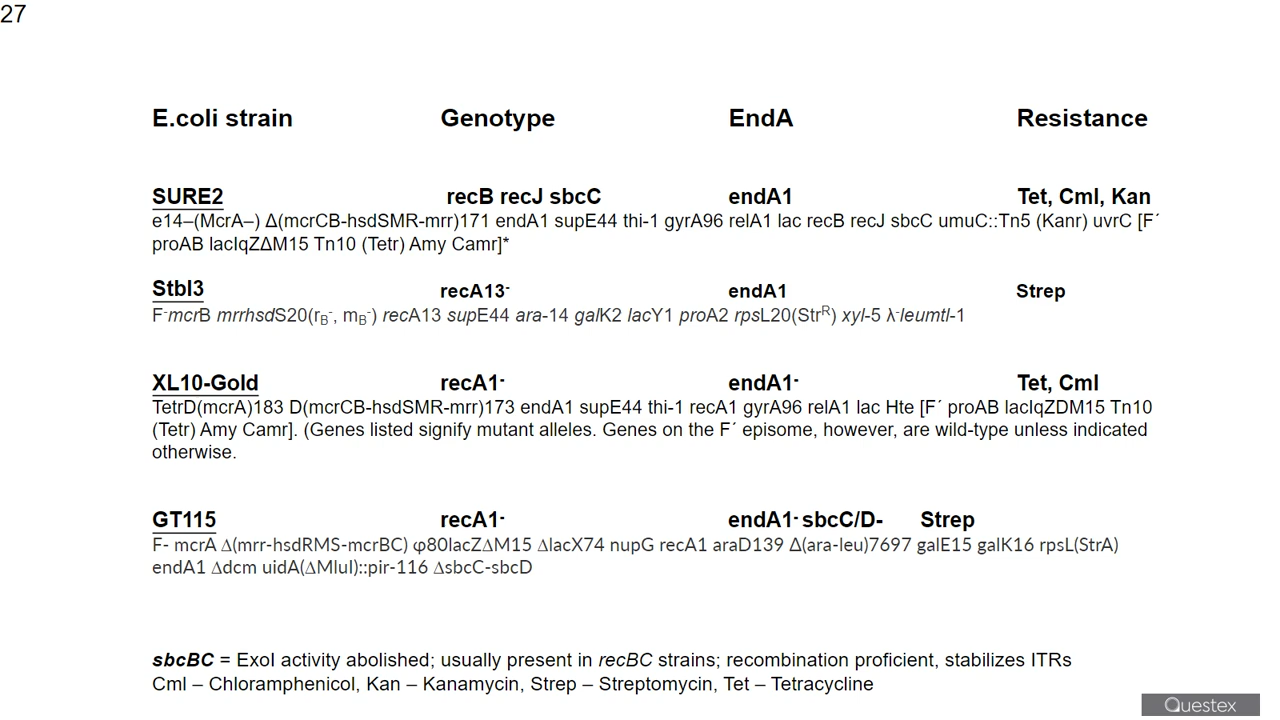 27
E.coli strain Genotype EndA Resistance
SURE2 recB recJ sbcC endA1 Tet, Cml, Kan
e14–(McrA–) Δ(mcrCB-hsdSMR-mrr)171 endA1 supE44 thi-1 gyrA96 relA1 lac recB recJ sbcC umuC::Tn5 (Kanr) uvrC [F´
proAB lacIqZΔM15 Tn10 (Tetr) Amy Camr]*
Stbl3 recA13- endA1 Strep
F-mcrB mrrhsdS20(rB-, mB-) recA13 supE44 ara-14 galK2 lacY1 proA2 rpsL20(StrR) xyl-5 λ-leumtl-1
XL10-Gold recA1- endA1- Tet, Cml
TetrD(mcrA)183 D(mcrCB-hsdSMR-mrr)173 endA1 supE44 thi-1 recA1 gyrA96 relA1 lac Hte [F´ proAB lacIqZDM15 Tn10
(Tetr) Amy Camr]. (Genes listed signify mutant alleles. Genes on the F´ episome, however, are wild-type unless indicated
otherwise.
GT115 recA1- endA1- sbcC/D- Strep
F- mcrA Δ(mrr-hsdRMS-mcrBC) φ80lacZΔM15 ΔlacX74 nupG recA1 araD139 Δ(ara-leu)7697 galE15 galK16 rpsL(StrA)
endA1 Δdcm uidA(ΔMluI)::pir-116 ΔsbcC-sbcD
sbcBC = ExoI activity abolished; usually present in recBC strains; recombination proficient, stabilizes ITRs
Cml – Chloramphenicol, Kan – Kanamycin, Strep – Streptomycin, Tet – Tetracycline
Questex